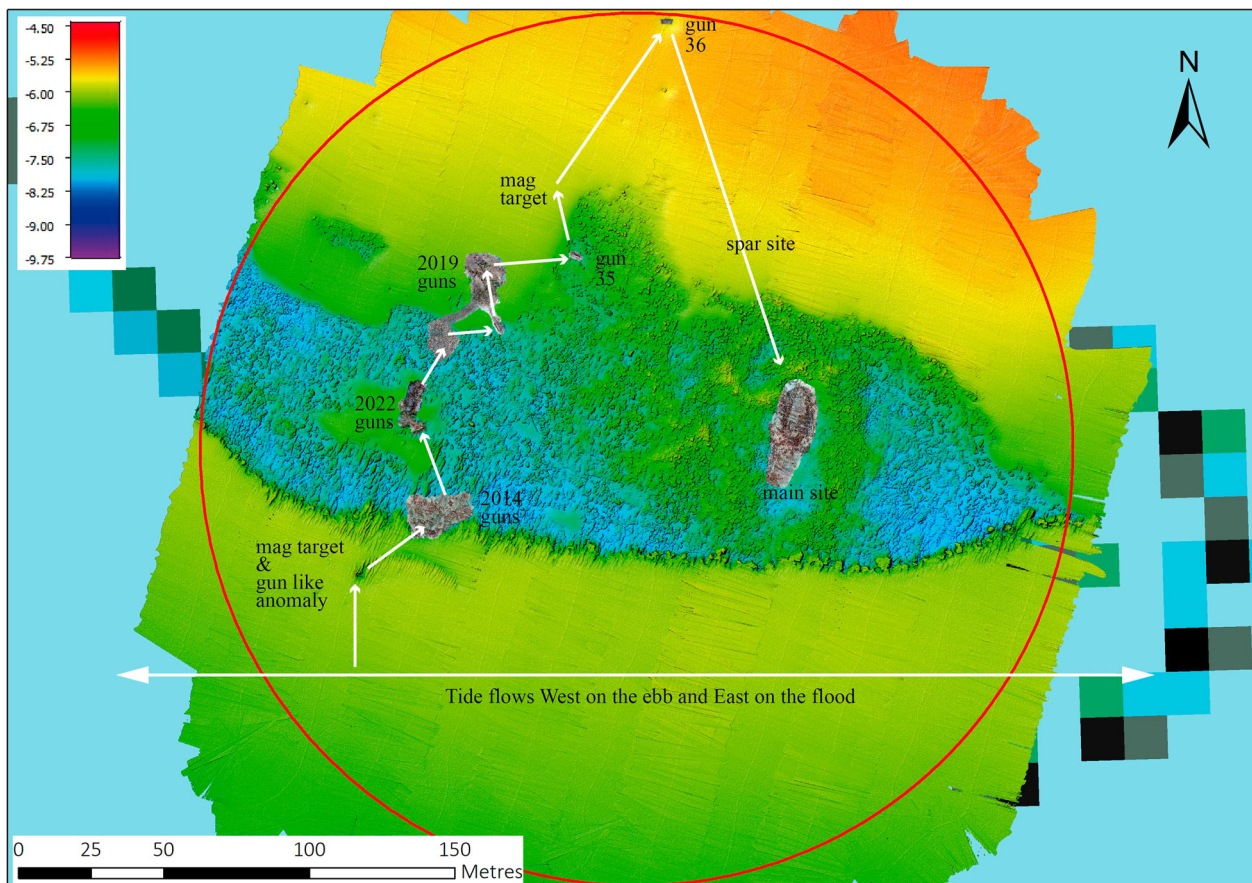 -4.50
-5.25
-6.00
-6.75
-7.50
-8.25
-9.00
-9.75
gun
36
N
mag
target
spar site
2019
guns
gun
35
2022
guns
main site
2014
guns
mag target
&
gun like
anomaly
Tide flows West on the ebb and East on the flood
0 25 50 100 150
Metres